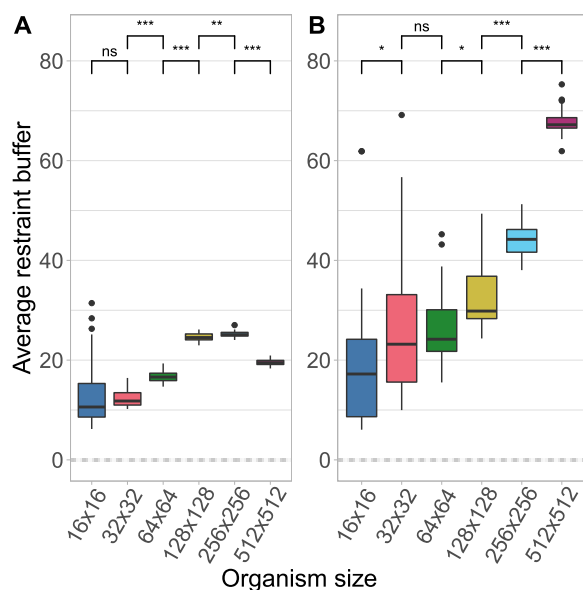 A
B
ns
***
***
**
***
*
ns
*
***
***
Average restraint buffer
80
60
40
20
0
80
60
40
20
0
16x16
32x32
64x64
128x128
256x256
512x512
16x16
32x32
64x64
128x128
256x256
512x512
Organism size